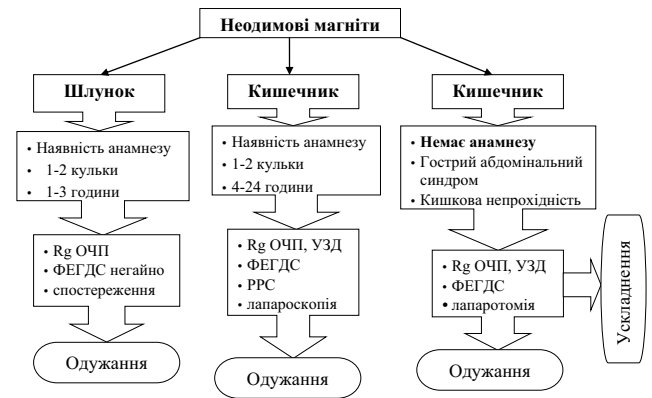 Неодимові магніти
Шлунок
• Наявність анамнезу
• 1-2 кульки
• 1-3 години
• Rg ОЧП
• ФЕГДС негайно
• спостереження
Одужання
Кишечник
• Наявність анамнезу
• 1-2 кульки
• 4-24 години
• Rg ОЧП, УЗД
• ФЕГДС
• РРС
• лапароскопія
Одужання
Кишечник
• Немає анамнезу
• Гострий абдомінальний
синдром
• Кишкова непрохідність
• Rg ОЧП, УЗД
• ФЕГДС
• лапаротомія
Одужання
Ускладнення